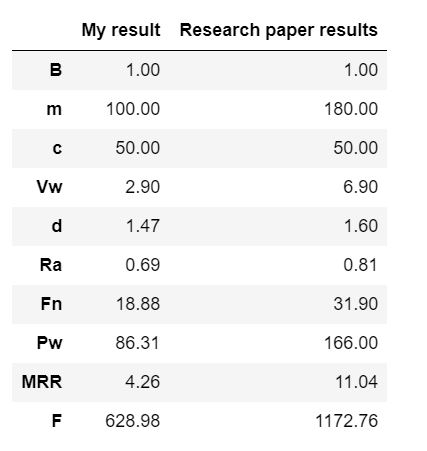 My result Research paper results
B 1.00 1.00
m 100.00 180.00
c 50.00 50.00
Vw 2.90 6.90
d 1.47 1.60
Ra 0.69 0.81
Fn 18.88 31.90
Pw 86.31 166.00
MRR 4.26 11.04
F 628.98 1172.76